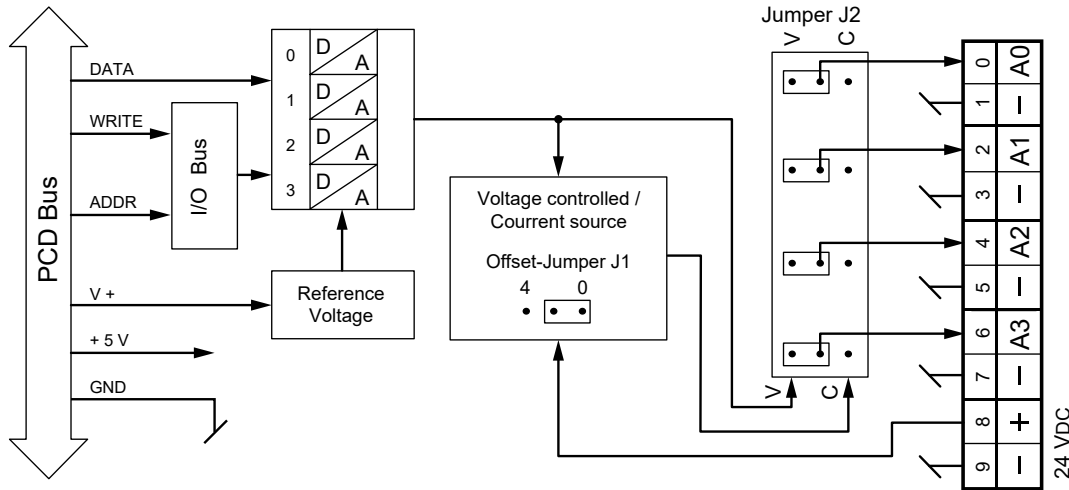 Jumper J2
V C
DATA
WRITE
ADDR
V +
+ 5 V
GND
PCD Bus
I/O Bus
0 D A
1 D A
2 D A
3 D A
Reference
Voltage
Voltage controlled /
Courrent source
Offset-Jumper J1
4 0
V C
0 A0
1 –
2 A1
3 –
4 A2
5 –
6 A3
7 –
8 +
9 –
24 VDC